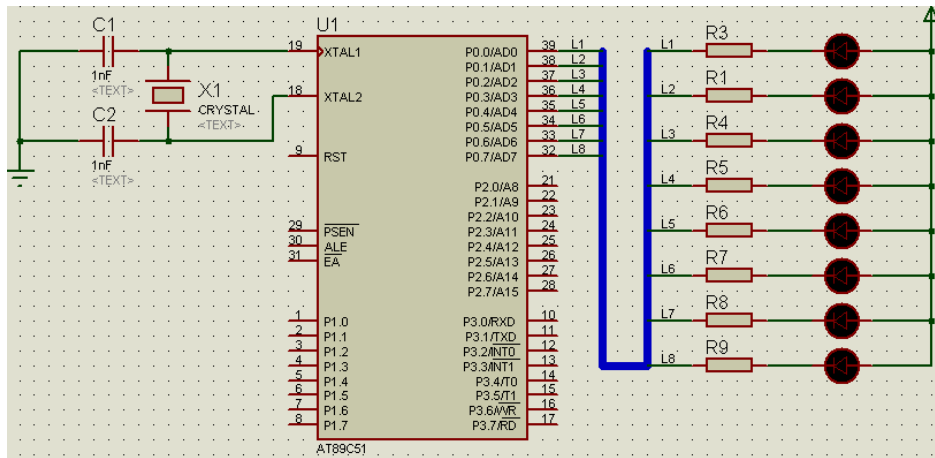 C1
1nF
<TEXT>
X1
CRYSTAL
<TEXT>
C2
1nF
<TEXT>
U1
19 XTAL1
18 XTAL2
9 RST
29 PSEN
30 ALE
31 EA
1 P1.0
2 P1.1
3 P1.2
4 P1.3
5 P1.4
6 P1.5
7 P1.6
8 P1.7
P0.0/AD0 39 L1
P0.1/AD1 38 L2
P0.2/AD2 37 L3
P0.3/AD3 36 L4
P0.4/AD4 35 L5
P0.5/AD5 34 L6
P0.6/AD6 33 L7
P0.7/AD7 32 L8
P2.0/A8 21
P2.1/A9 22
P2.2/A10 23
P2.3/A11 24
P2.4/A12 25
P2.5/A13 26
P2.6/A14 27
P2.7/A15 28
P3.0/RXD 10
P3.1/TXD 11
P3.2/INT0 12
P3.3/INT1 13
P3.4/T0 14
P3.5/T1 15
P3.6/WR 16
P3.7/RD 17
AT89C51
L1 R3
L2 R1
L3 R4
L4 R5
L5 R6
L6 R7
L7 R8
L8 R9